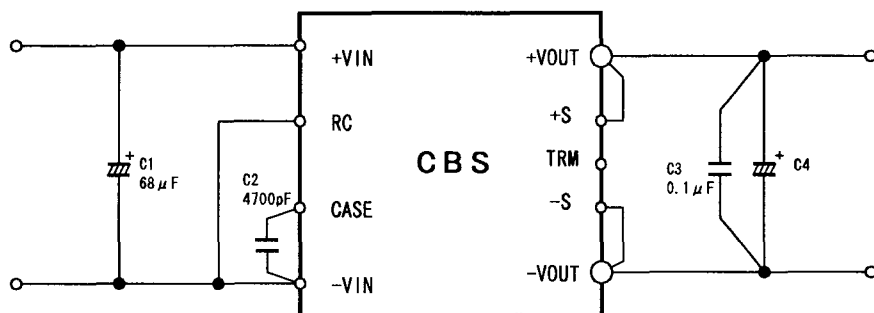 +VIN
+VOUT
RC
+S
CBS
TRM
+
C1
68μF
C2
4700pF
C3
0.1μF
+
C4
CASE
-S
-VIN
-VOUT